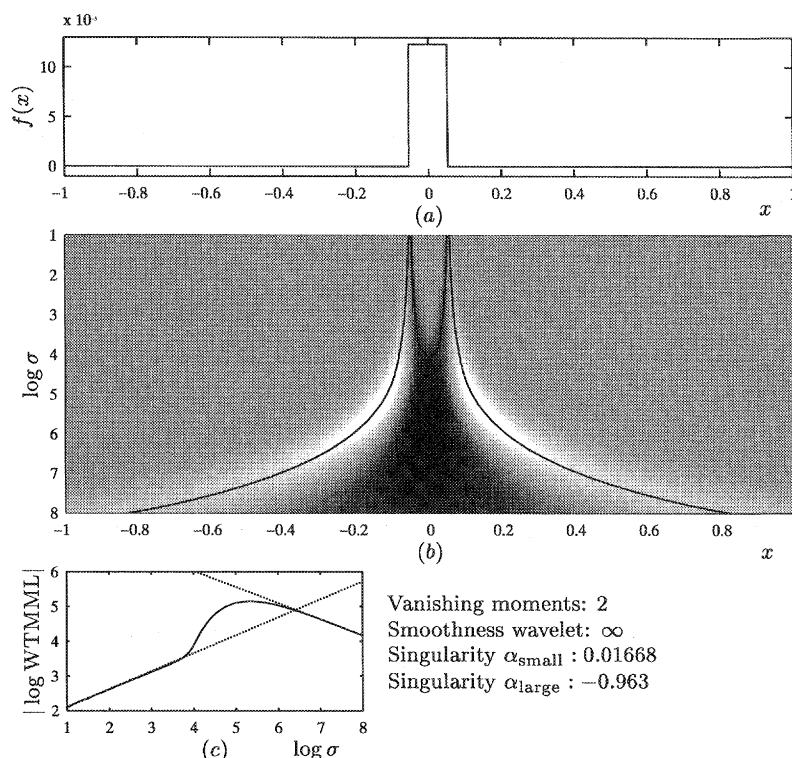 x 10⁻³
10
5
0
f(x)
−1 −0.8 −0.6 −0.4 −0.2 0 0.2 0.4 0.6 0.8 1
(a) x
1
2
3
4
5
6
7
8
log σ
−1 −0.8 −0.6 −0.4 −0.2 0 0.2 0.4 0.6 0.8
(b) x
6
5
4
3
2
|log WTMML|
1 2 3 4 5 6 7 8
(c) log σ
Vanishing moments: 2
Smoothness wavelet: ∞
Singularity α_small : 0.01668
Singularity α_large : −0.963